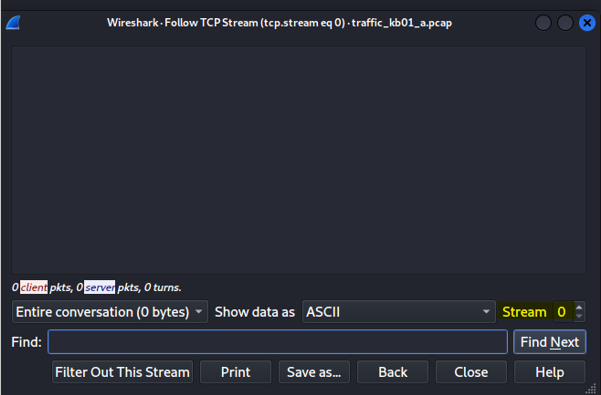 Wireshark · Follow TCP Stream (tcp.stream eq 0) · traffic_kb01_a.pcap
0 client pkts, 0 server pkts, 0 turns.
Entire conversation (0 bytes) Show data as ASCII Stream 0
Find: Find Next
Filter Out This Stream Print Save as... Back Close Help